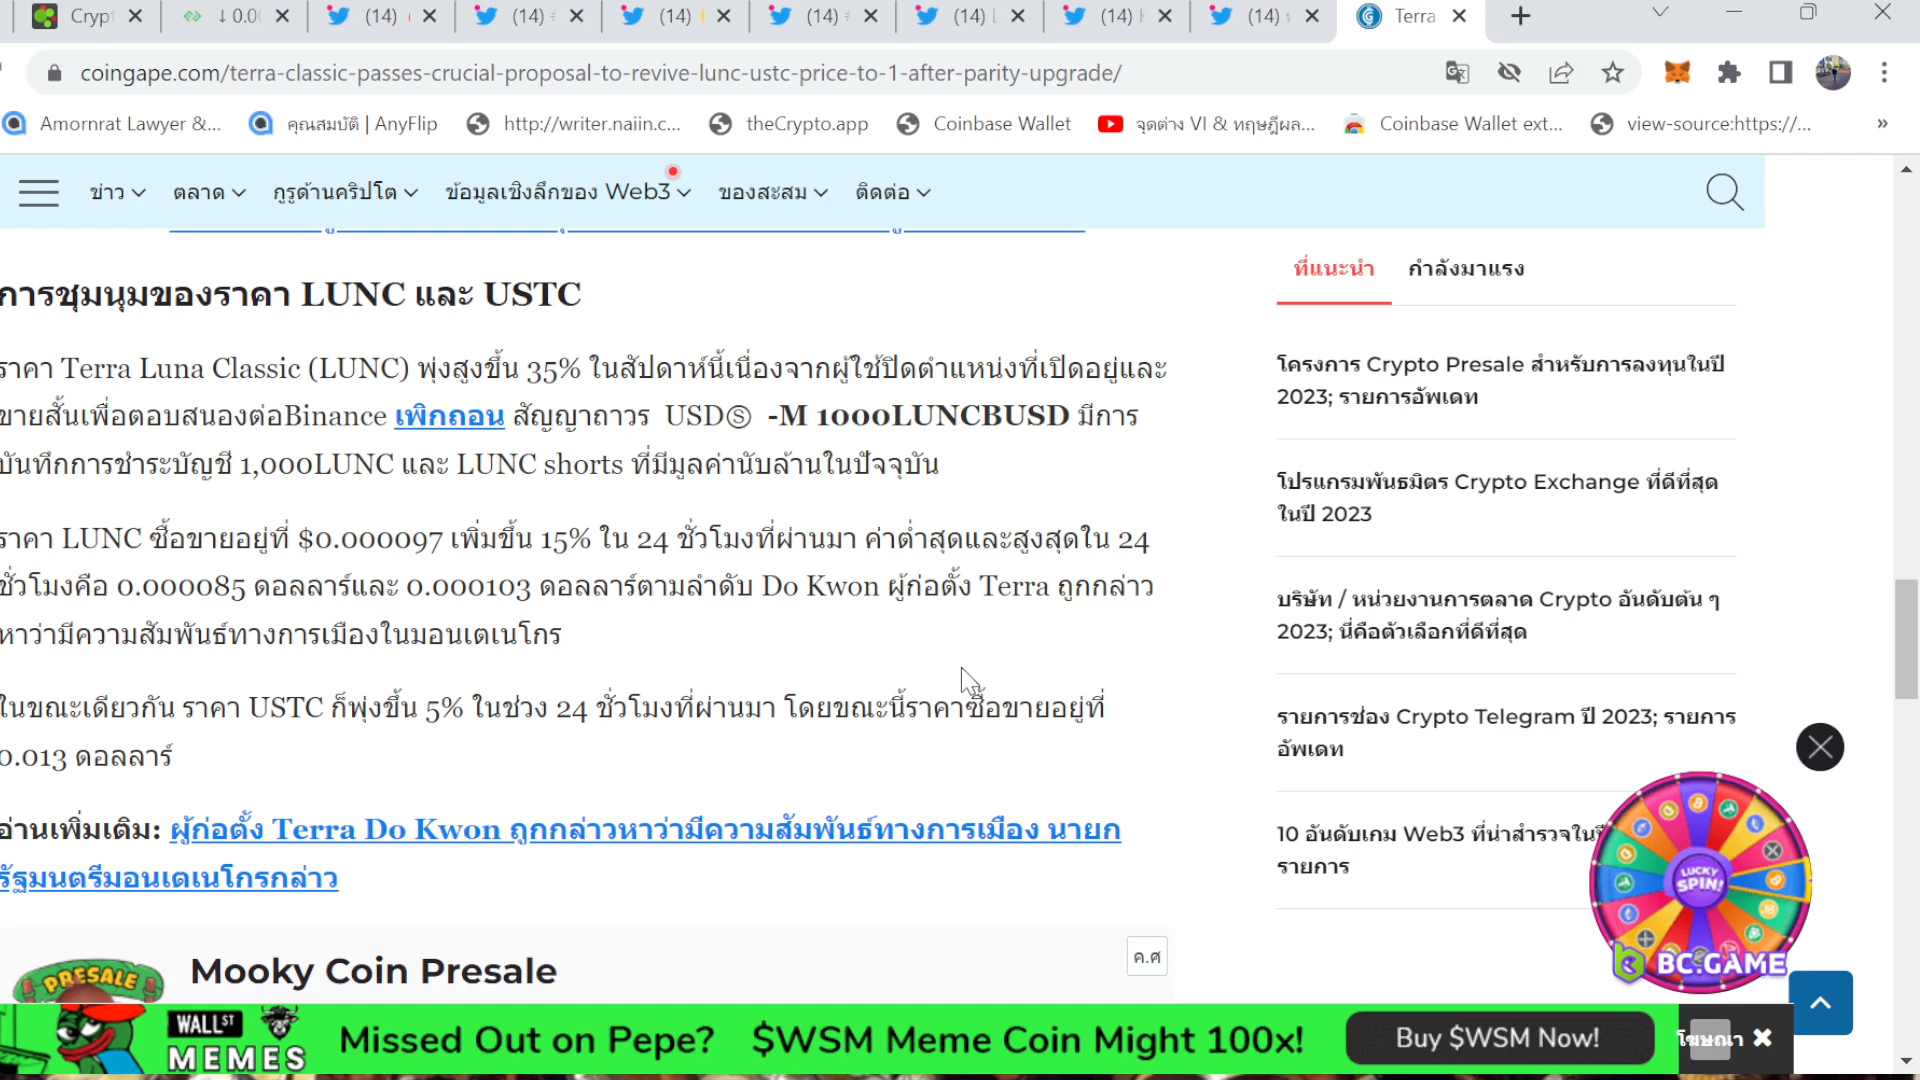 Crypt
↓ 0.0
(14)
(14) #
(14)
(14) #
(14) L
(14)
(14)
Terra
coingape.com/terra-classic-passes-crucial-proposal-to-revive-lunc-ustc-price-to-1-after-parity-upgrade/
Amornrat Lawyer &...
คุณสมบัติ | AnyFlip
http://writer.naiin.c...
theCrypto.app
Coinbase Wallet
จุดต่าง VI & ทฤษฎีผล...
Coinbase Wallet ext...
view-source:https://...
»
ข่าว
ตลาด
กูรูด้านคริปโต
ข้อมูลเชิงลึกของ Web3
ของสะสม
ติดต่อ
การชุมนุมของราคา LUNC และ USTC
ราคา Terra Luna Classic (LUNC) พุ่งสูงขึ้น 35% ในสัปดาห์นี้เนื่องจากผู้ใช้ปิดตำแหน่งที่เปิดอยู่และ
ขายสั้นเพื่อตอบสนองต่อBinance เพิกถอน สัญญาถาวร USDⓈ -M 1000LUNCBUSD มีการ
บันทึกการชำระบัญชี 1,000LUNC และ LUNC shorts ที่มีมูลค่านับล้านในปัจจุบัน
ราคา LUNC ซื้อขายอยู่ที่ $0.000097 เพิ่มขึ้น 15% ใน 24 ชั่วโมงที่ผ่านมา ค่าต่ำสุดและสูงสุดใน 24
ชั่วโมงคือ 0.000085 ดอลลาร์และ 0.000103 ดอลลาร์ตามลำดับ Do Kwon ผู้ก่อตั้ง Terra ถูกกล่าว
หาว่ามีความสัมพันธ์ทางการเมืองในมอนเตเนโกร
ในขณะเดียวกัน ราคา USTC ก็พุ่งขึ้น 5% ในช่วง 24 ชั่วโมงที่ผ่านมา โดยขณะนี้ราคาซื้อขายอยู่ที่
0.013 ดอลลาร์
อ่านเพิ่มเติม: ผู้ก่อตั้ง Terra Do Kwon ถูกกล่าวหาว่ามีความสัมพันธ์ทางการเมือง นายก
รัฐมนตรีมอนเตเนโกรกล่าว
ที่แนะนำ
กำลังมาแรง
โครงการ Crypto Presale สำหรับการลงทุนในปี
2023; รายการอัพเดท
โปรแกรมพันธมิตร Crypto Exchange ที่ดีที่สุด
ในปี 2023
บริษัท / หน่วยงานการตลาด Crypto อันดับต้น ๆ
2023; นี่คือตัวเลือกที่ดีที่สุด
รายการช่อง Crypto Telegram ปี 2023; รายการ
อัพเดท
10 อันดับเกม Web3 ที่น่าสำรวจในปี
รายการ
LUCKY
SPIN!
BC.GAME
PRESALE
Mooky Coin Presale
ค.ศ
WALL ST
MEMES
Missed Out on Pepe? $WSM Meme Coin Might 100x!
Buy $WSM Now!
โฆษณา